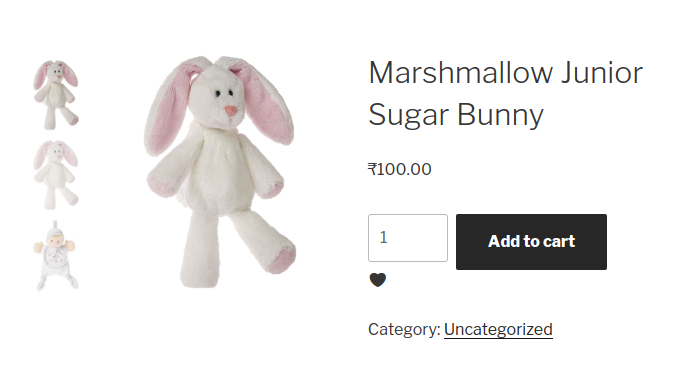 Marshmallow Junior
Sugar Bunny
₹100.00
1
Add to cart
Category: Uncategorized